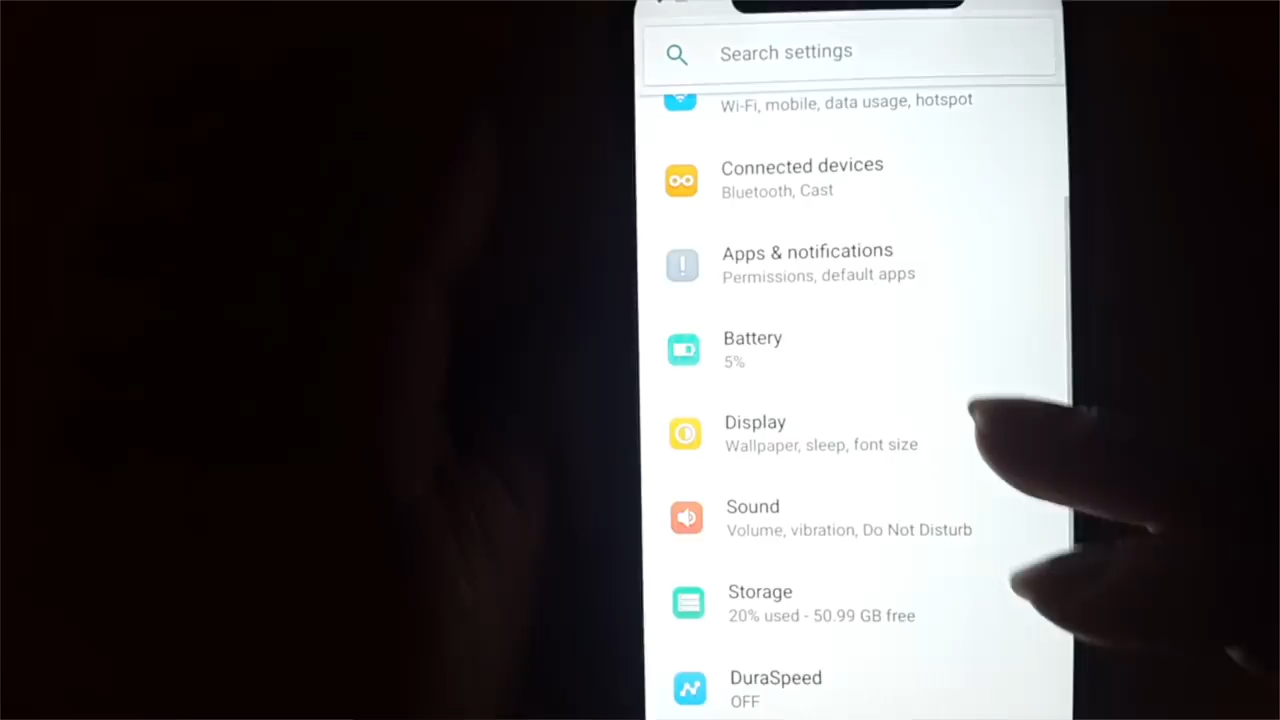 Search settings
Wi-Fi, mobile, data usage, hotspot
Connected devices
Bluetooth, Cast
Apps & notifications
Permissions, default apps
Battery
5%
Display
Wallpaper, sleep, font size
Sound
Volume, vibration, Do Not Disturb
Storage
20% used - 50.99 GB free
DuraSpeed
OFF